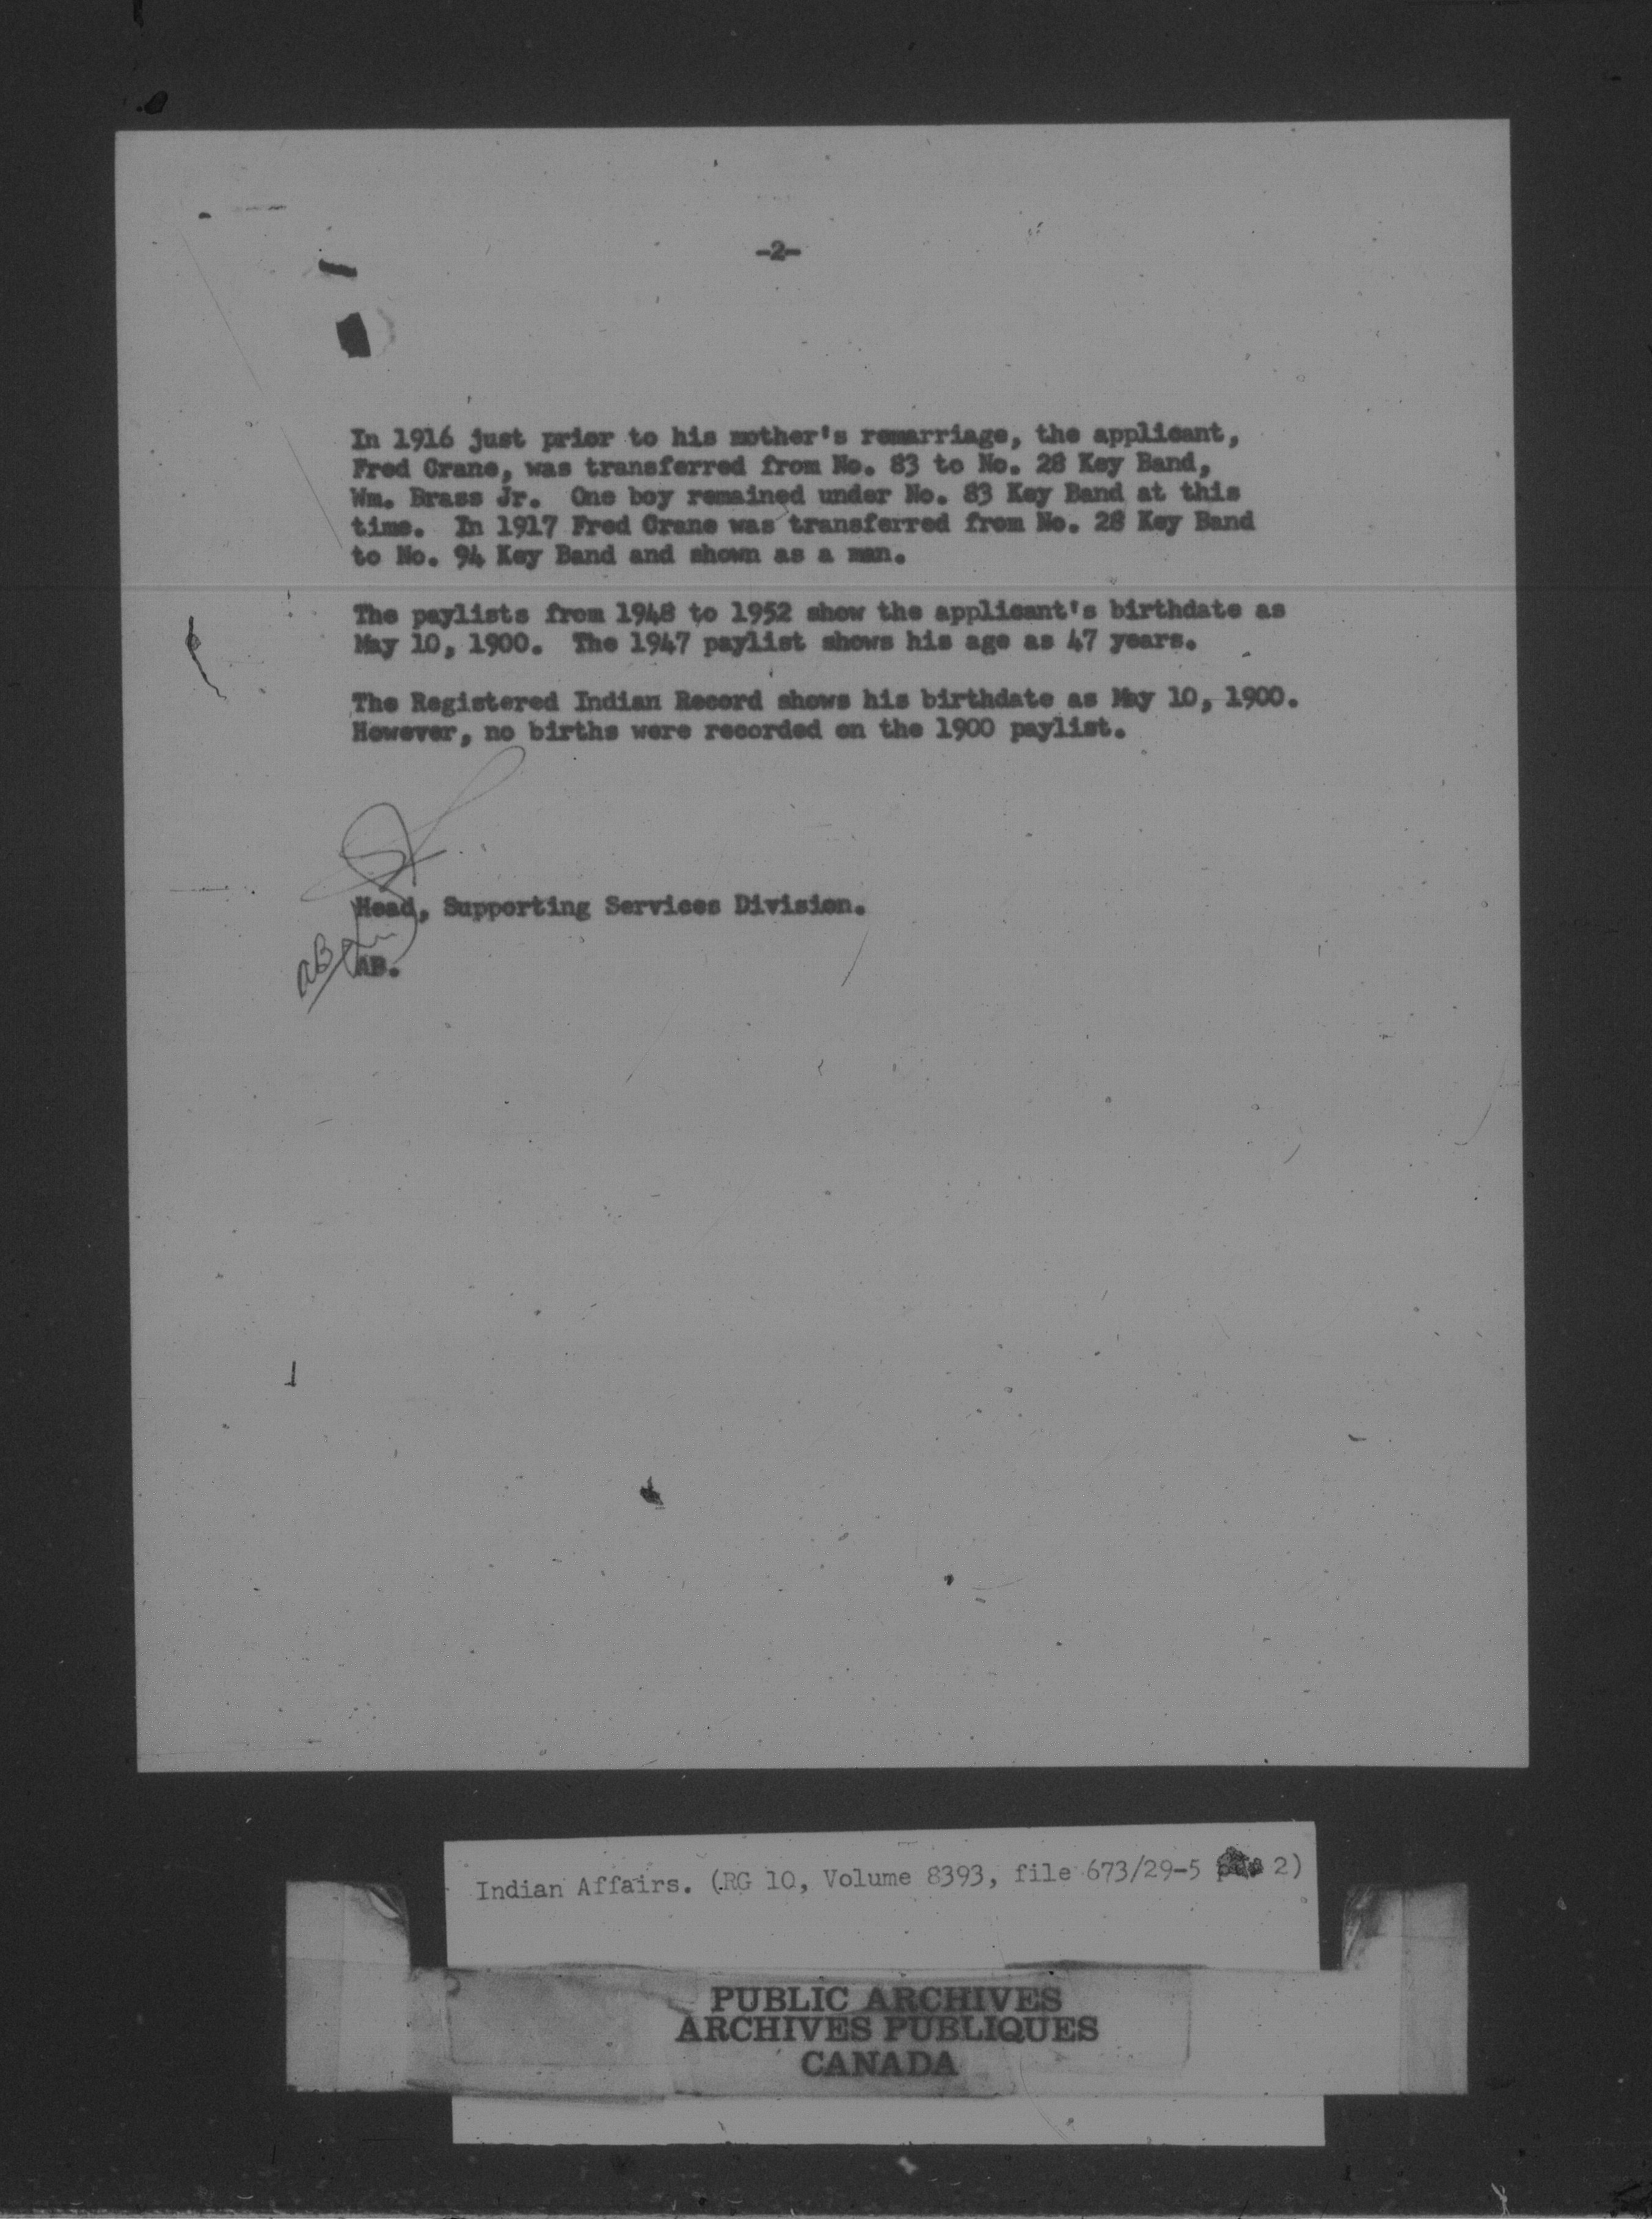 -2-
In 1916 just prior to his mother's remarriage, the applicant,
Fred Crane, was transferred from No. 83 to No. 28 Key Band,
Wm. Brass Jr.  One boy remained under No. 83 Key Band at this
time.  In 1917 Fred Crane was transferred from No. 28 Key Band
to No. 94 Key Band and shown as a man.
The paylists from 1948 to 1952 show the applicant's birthdate as
May 10, 1900.  The 1947 paylist shows his age as 47 years.
The Registered Indian Record shows his birthdate as May 10, 1900.
However, no births were recorded on the 1900 paylist.
Head, Supporting Services Division.
AB
AB.
Indian Affairs. (RG 10, Volume 8393, file 673/29-5 2)
PUBLIC ARCHIVES
ARCHIVES PUBLIQUES
CANADA